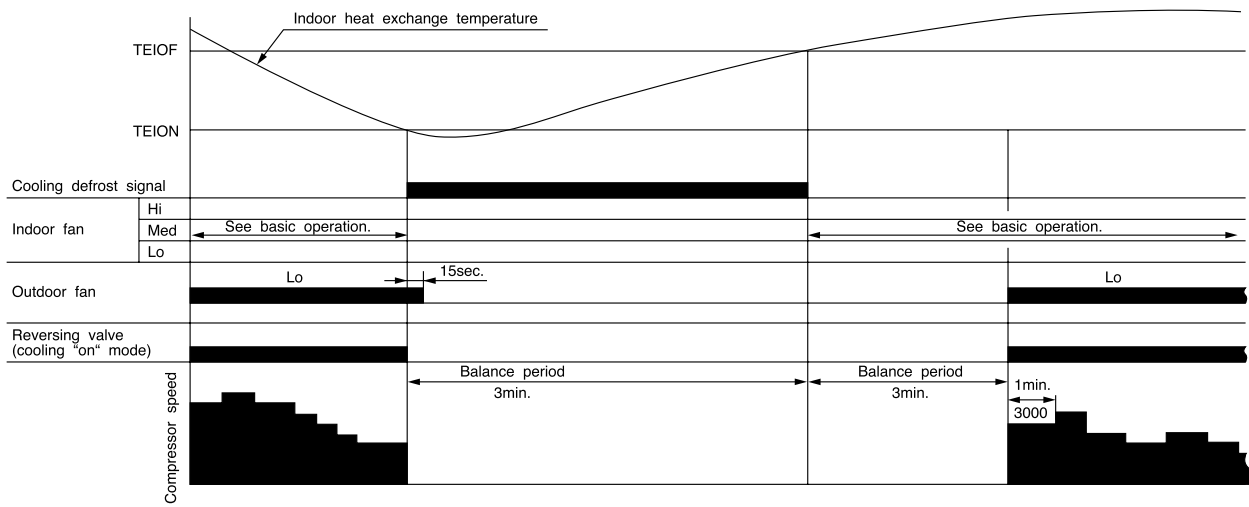 Indoor heat exchange temperature
TEIOF
TEION
Cooling defrost signal
Indoor fan
Hi
Med
Lo
See basic operation.
See basic operation.
Outdoor fan
Lo
15sec.
Lo
Reversing valve
(cooling “on“ mode)
Compressor speed
Balance period
3min.
Balance period
3min.
1min.
3000